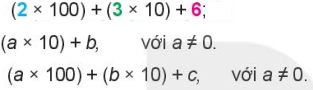 (2 × 100) + (3 × 10) + 6;
(a × 10) + b, với a ≠ 0.
(a × 100) + (b × 10) + c, với a ≠ 0.